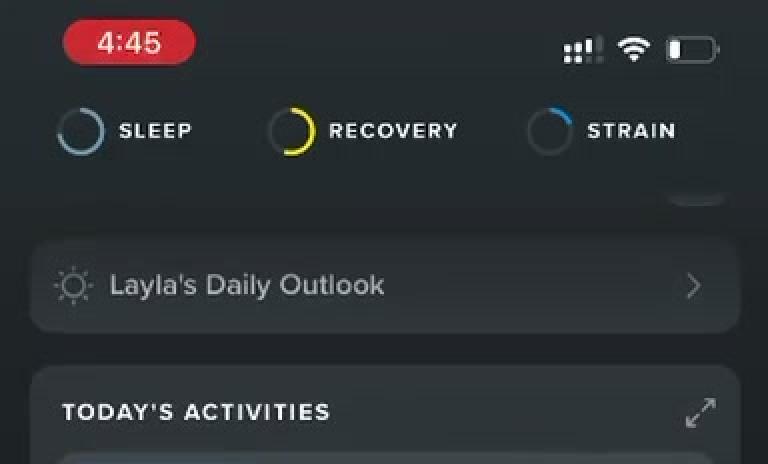 4:45
SLEEP RECOVERY STRAIN
Layla's Daily Outlook
TODAY'S ACTIVITIES